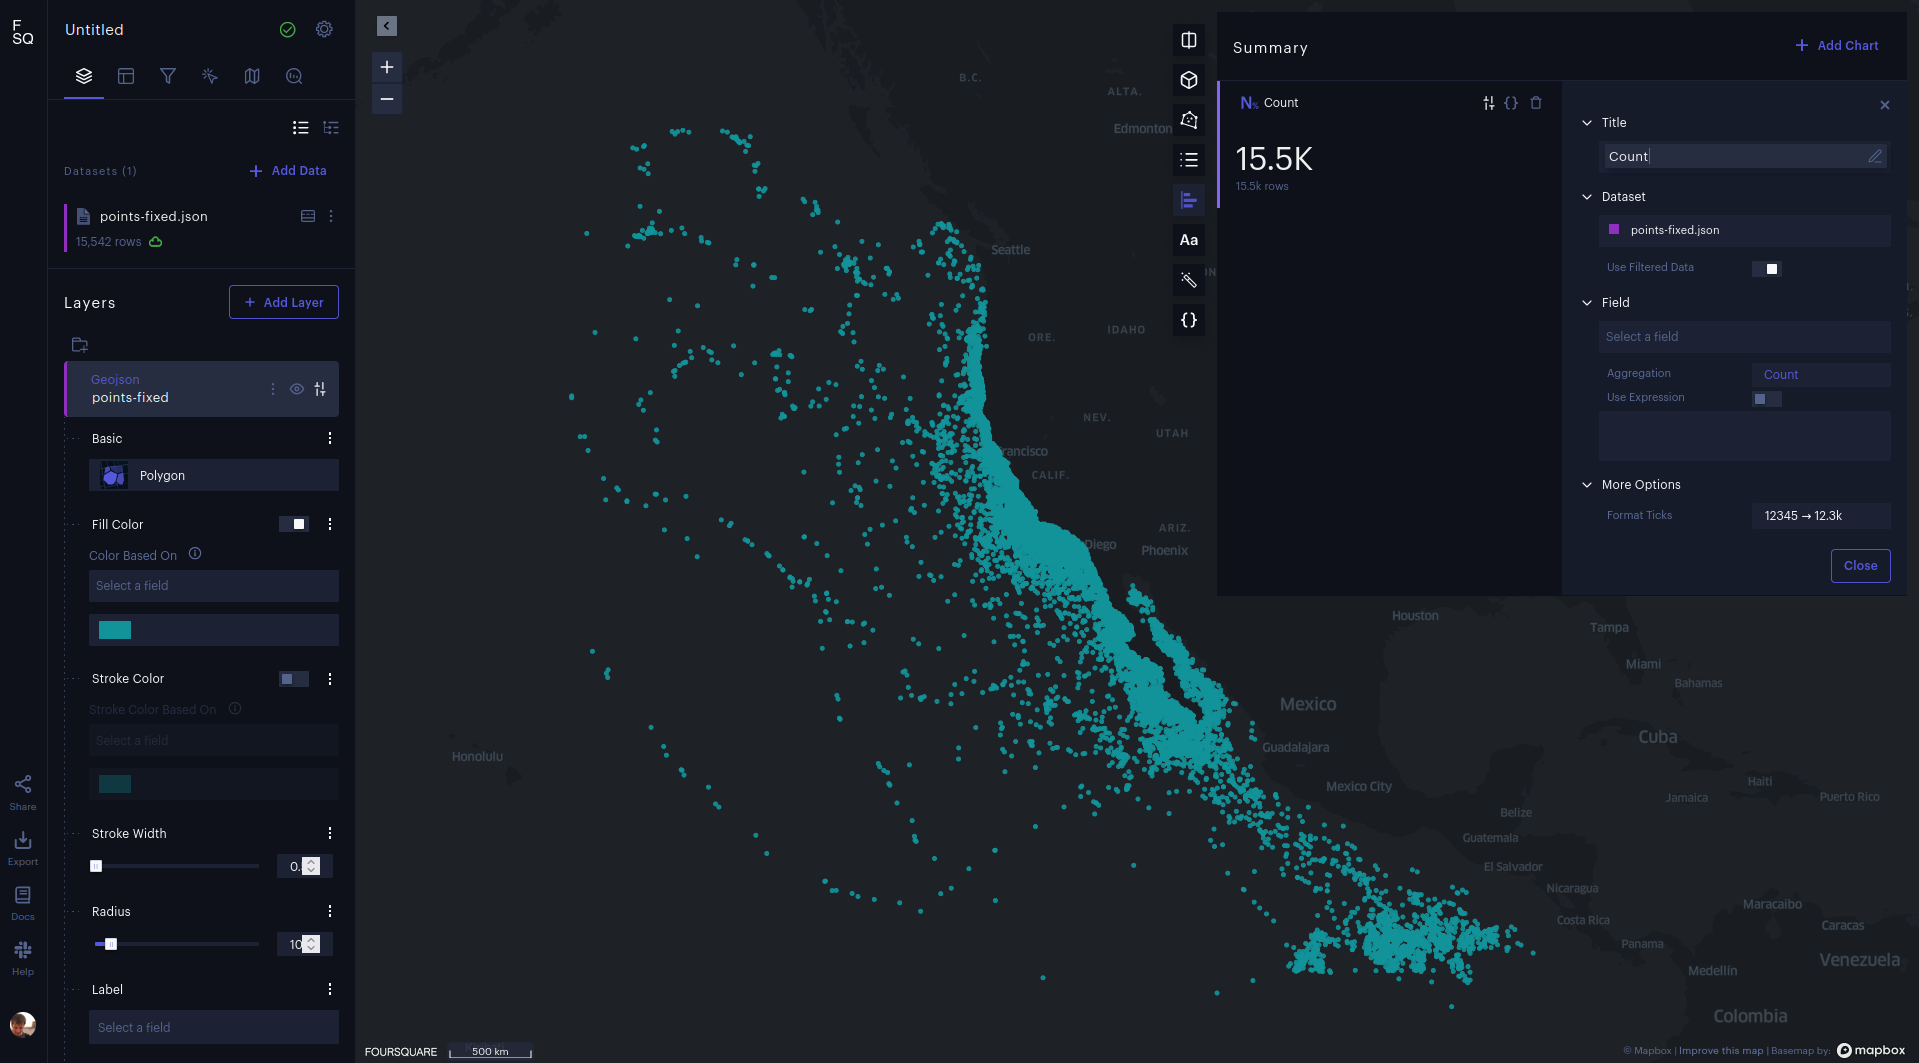 F
SQ
Untitled
Datasets (1)
Add Data
points-fixed.json
15,542 rows
Layers
Add Layer
Geojson
points-fixed
Basic
Polygon
Fill Color
Color Based On
Select a field
Stroke Color
Stroke Color Based On
Select a field
Stroke Width
0.
Radius
10
Label
Select a field
Share
Export
Docs
Help
B.C.
ALTA.
Edmonton
Seattle
ORE.
IDAHO
NEV.
UTAH
rancisco
CALIF.
ARIZ.
Diego
Phoenix
Houston
Tampa
Miami
Bahamas
Mexico
Cuba
Guadalajara
Honolulu
Mexico City
Haiti
Jamaica
Puerto Rico
Belize
Guatemala
El Salvador
Nicaragua
Maracaibo
Costa Rica
Caracas
Panama
Venezuela
Medellín
Colombia
Aa
{}
Summary
Add Chart
N% Count
{}
15.5K
15.5k rows
Title
Count
Dataset
points-fixed.json
Use Filtered Data
Field
Select a field
Aggregation
Count
Use Expression
More Options
Format Ticks
12345 → 12.3k
Close
FOURSQUARE
500 km
© Mapbox | Improve this map | Basemap by:
mapbox